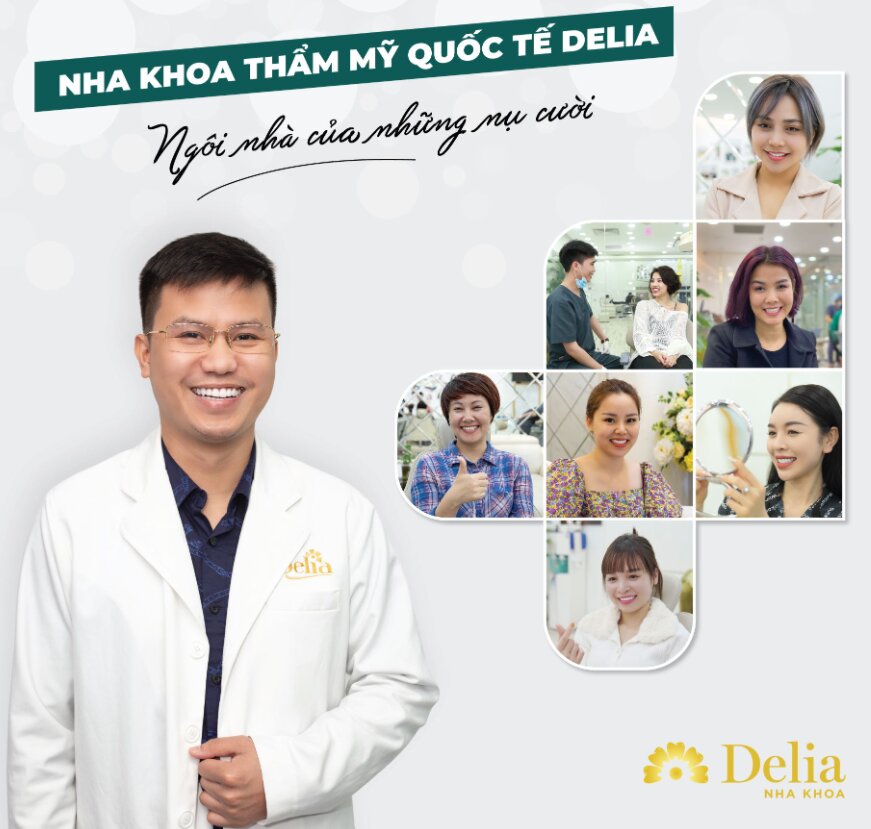 NHA KHOA THẨM MỸ QUỐC TẾ DELIA
Ngôi nhà của những nụ cười
Delia
Delia
NHA KHOA